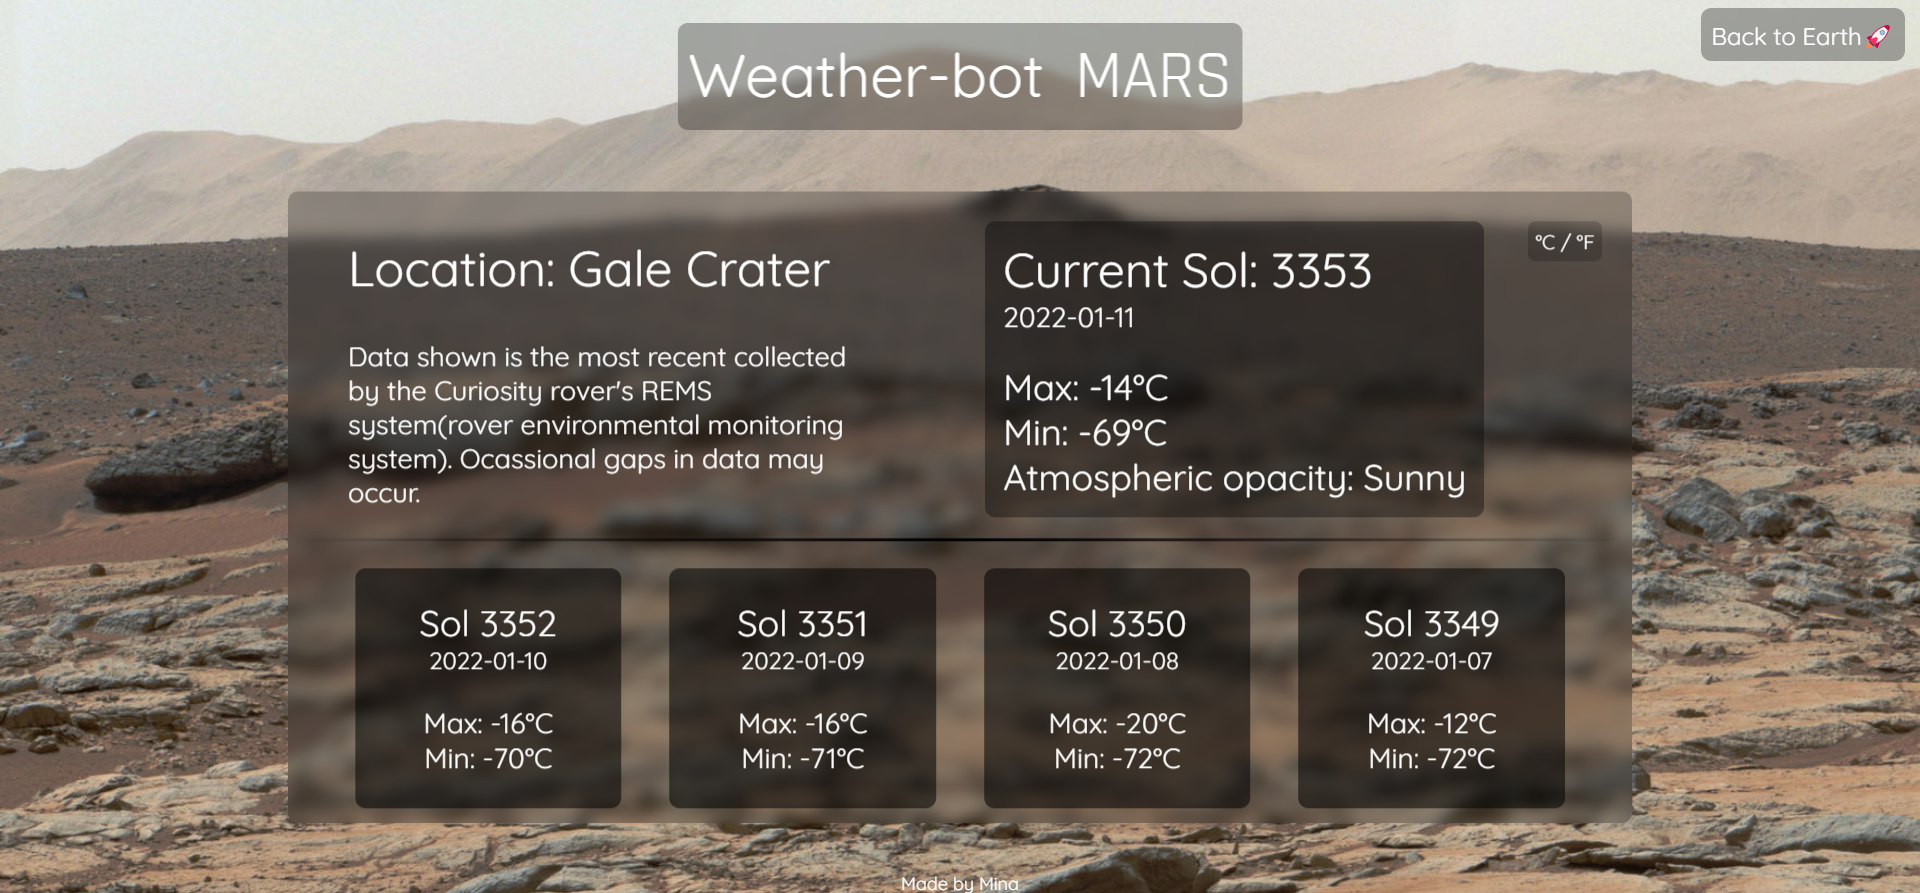 Back to Earth🚀
Weather-bot MARS
Location: Gale Crater
Data shown is the most recent collected
by the Curiosity rover's REMS
system(rover environmental monitoring
system). Ocassional gaps in data may
occur.
Current Sol: 3353
2022-01-11
Max: -14°C
Min: -69°C
Atmospheric opacity: Sunny
°C / °F
Sol 3352
2022-01-10
Max: -16°C
Min: -70°C
Sol 3351
2022-01-09
Max: -16°C
Min: -71°C
Sol 3350
2022-01-08
Max: -20°C
Min: -72°C
Sol 3349
2022-01-07
Max: -12°C
Min: -72°C
Made by Mina